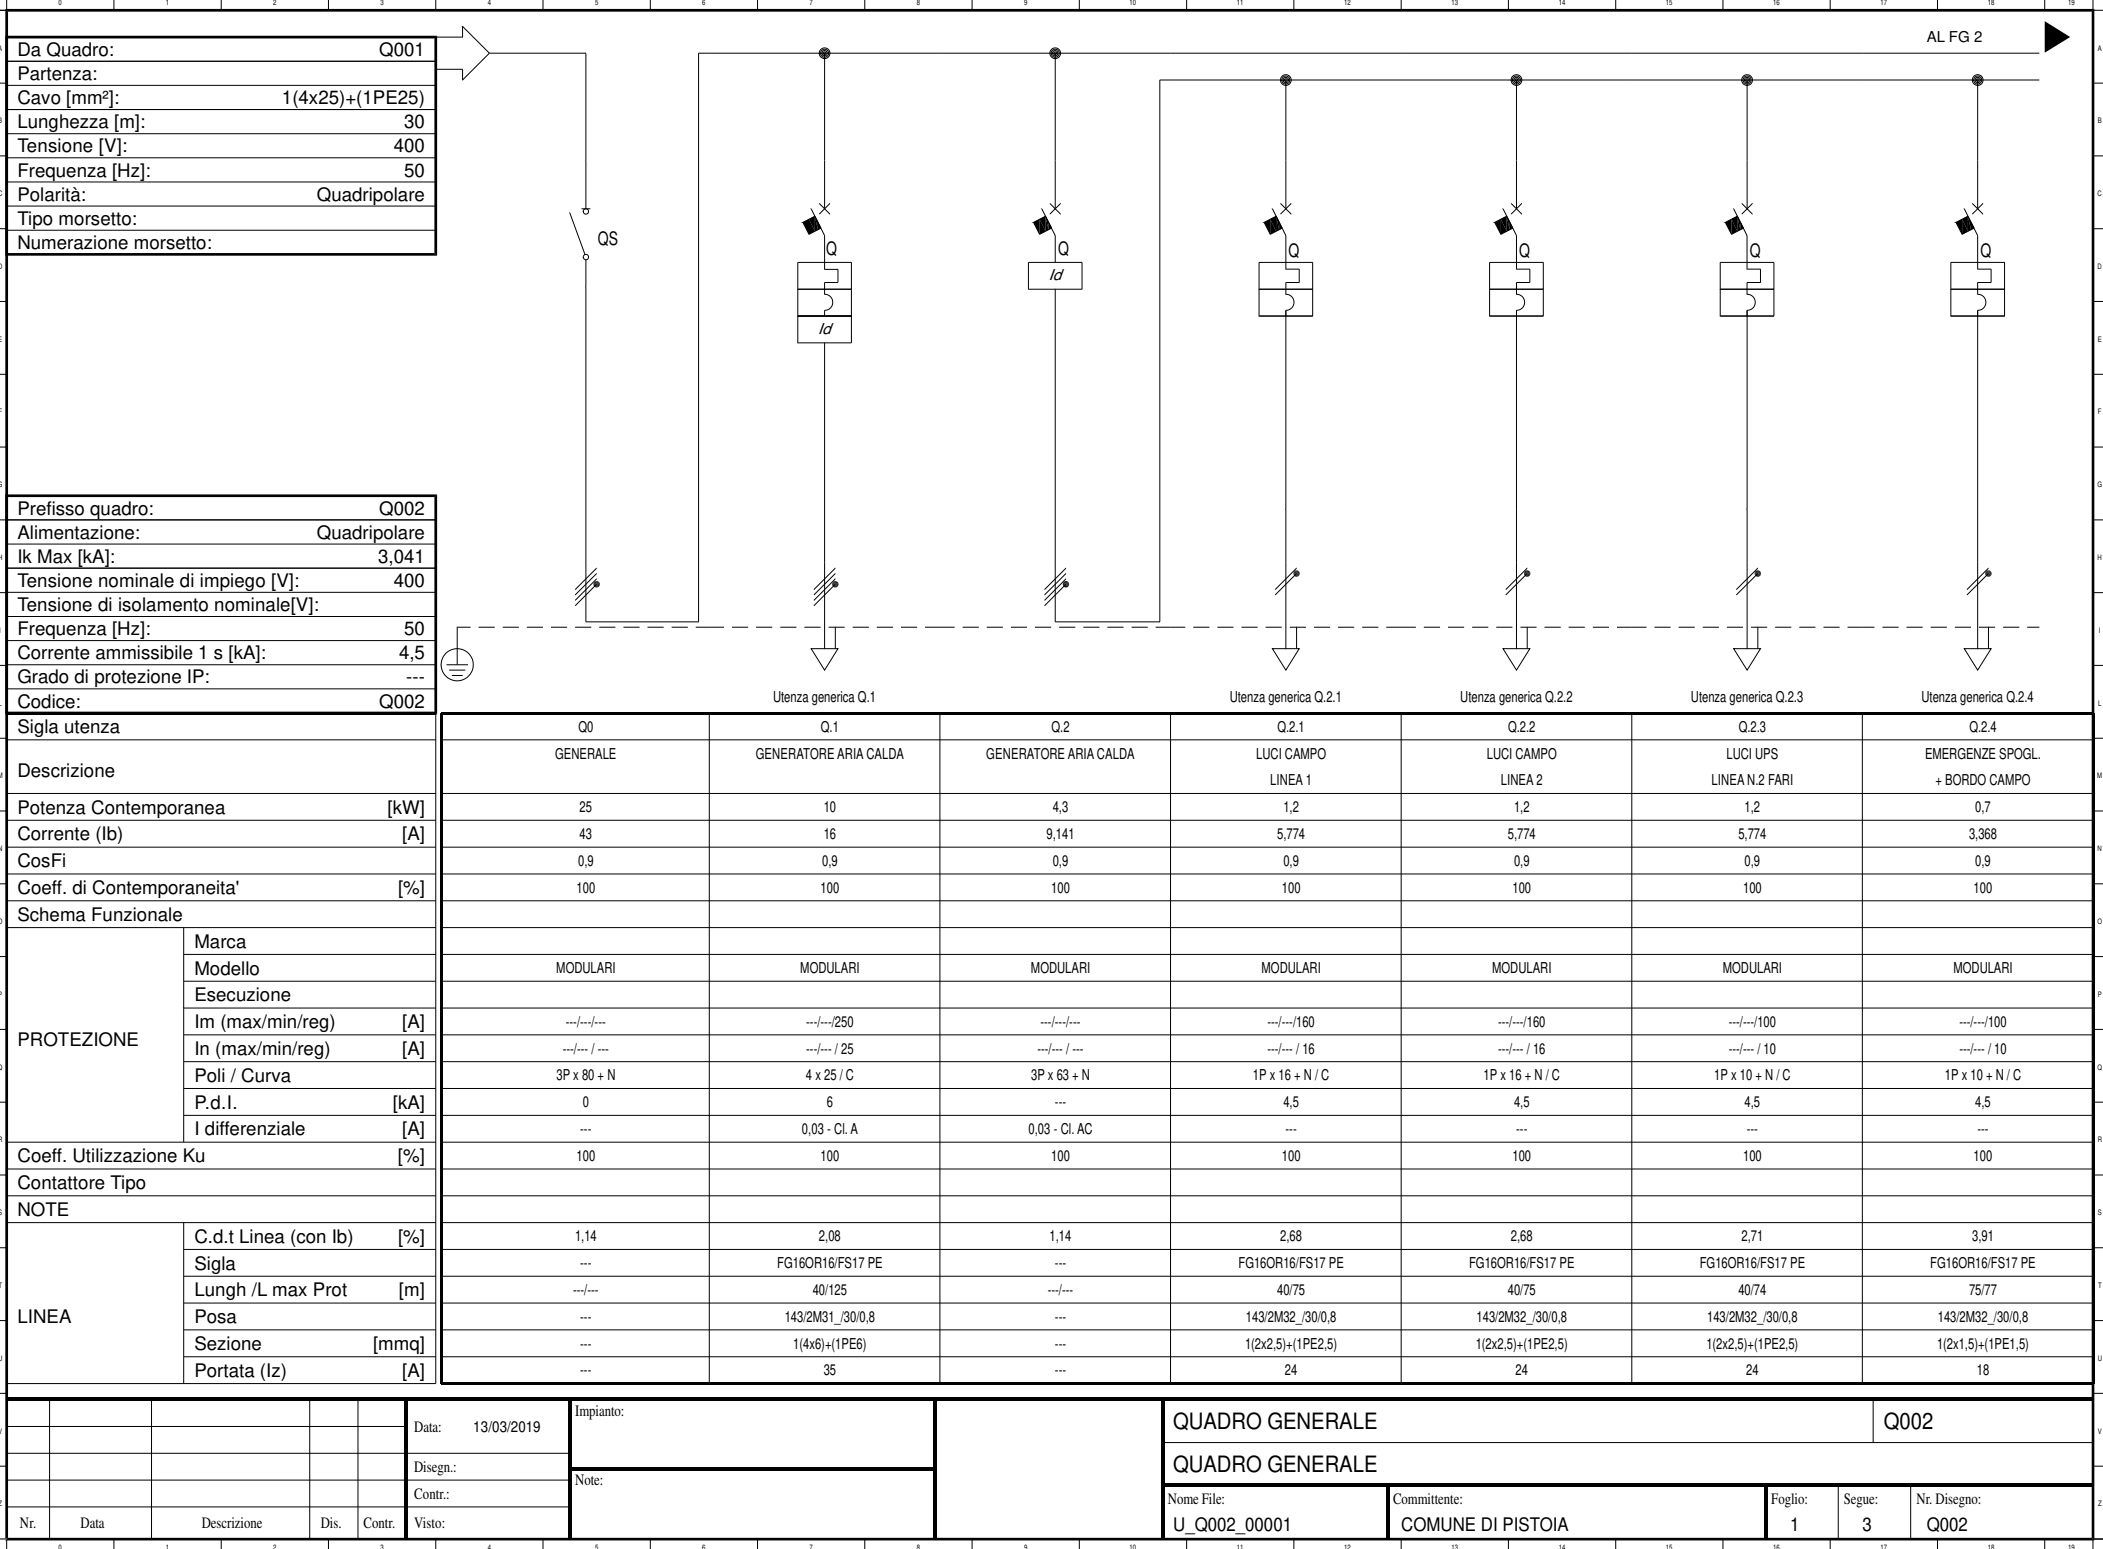 AL FG 2
Da Quadro: Q001
Partenza:
Cavo [mm²]: 1(4x25)+(1PE25)
Lunghezza [m]: 30
Tensione [V]: 400
Frequenza [Hz]: 50
Polarità: Quadripolare
Tipo morsetto:
Numerazione morsetto:
QS
Q Q Q Q Q Q
Id
Id
Prefisso quadro: Q002
Alimentazione: Quadripolare
Ik Max [kA]: 3,041
Tensione nominale di impiego [V]: 400
Tensione di isolamento nominale[V]:
Frequenza [Hz]: 50
Corrente ammissibile 1 s [kA]: 4,5
Grado di protezione IP: ---
Codice: Q002
Utenza generica Q.1 Utenza generica Q.2.1 Utenza generica Q.2.2 Utenza generica Q.2.3 Utenza generica Q.2.4
Sigla utenza Q0 Q.1 Q.2 Q.2.1 Q.2.2 Q.2.3 Q.2.4
Descrizione
GENERALE GENERATORE ARIA CALDA GENERATORE ARIA CALDA LUCI CAMPO LUCI CAMPO LUCI UPS EMERGENZE SPOGL.
LINEA 1 LINEA 2 LINEA N.2 FARI + BORDO CAMPO
Potenza Contemporanea [kW] 25 10 4,3 1,2 1,2 1,2 0,7
Corrente (Ib) [A] 43 16 9,141 5,774 5,774 5,774 3,368
CosFi 0,9 0,9 0,9 0,9 0,9 0,9 0,9
Coeff. di Contemporaneita' [%] 100 100 100 100 100 100 100
Schema Funzionale
PROTEZIONE
Marca
Modello MODULARI MODULARI MODULARI MODULARI MODULARI MODULARI MODULARI
Esecuzione
Im (max/min/reg) [A] ---/---/--- ---/---/250 ---/---/--- ---/---/160 ---/---/160 ---/---/100 ---/---/100
In (max/min/reg) [A] ---/--- / --- ---/--- / 25 ---/--- / --- ---/--- / 16 ---/--- / 16 ---/--- / 10 ---/--- / 10
Poli / Curva 3P x 80 + N 4 x 25 / C 3P x 63 + N 1P x 16 + N / C 1P x 16 + N / C 1P x 10 + N / C 1P x 10 + N / C
P.d.I. [kA] 0 6 --- 4,5 4,5 4,5 4,5
I differenziale [A] --- 0,03 - Cl. A 0,03 - Cl. AC --- --- --- ---
Coeff. Utilizzazione Ku [%] 100 100 100 100 100 100 100
Contattore Tipo
NOTE
LINEA
C.d.t Linea (con Ib) [%] 1,14 2,08 1,14 2,68 2,68 2,71 3,91
Sigla --- FG16OR16/FS17 PE --- FG16OR16/FS17 PE FG16OR16/FS17 PE FG16OR16/FS17 PE FG16OR16/FS17 PE
Lungh /L max Prot [m] ---/--- 40/125 ---/--- 40/75 40/75 40/74 75/77
Posa --- 143/2M31_/30/0,8 --- 143/2M32_/30/0,8 143/2M32_/30/0,8 143/2M32_/30/0,8 143/2M32_/30/0,8
Sezione [mmq] --- 1(4x6)+(1PE6) --- 1(2x2,5)+(1PE2,5) 1(2x2,5)+(1PE2,5) 1(2x2,5)+(1PE2,5) 1(2x1,5)+(1PE1,5)
Portata (Iz) [A] --- 35 --- 24 24 24 18
Nr. Data Descrizione Dis. Contr.
Data: 13/03/2019
Disegn.:
Contr.:
Visto:
Impianto:
Note:
QUADRO GENERALE Q002
QUADRO GENERALE
Nome File: Committente: Foglio: Segue: Nr. Disegno:
U_Q002_00001 COMUNE DI PISTOIA 1 3 Q002